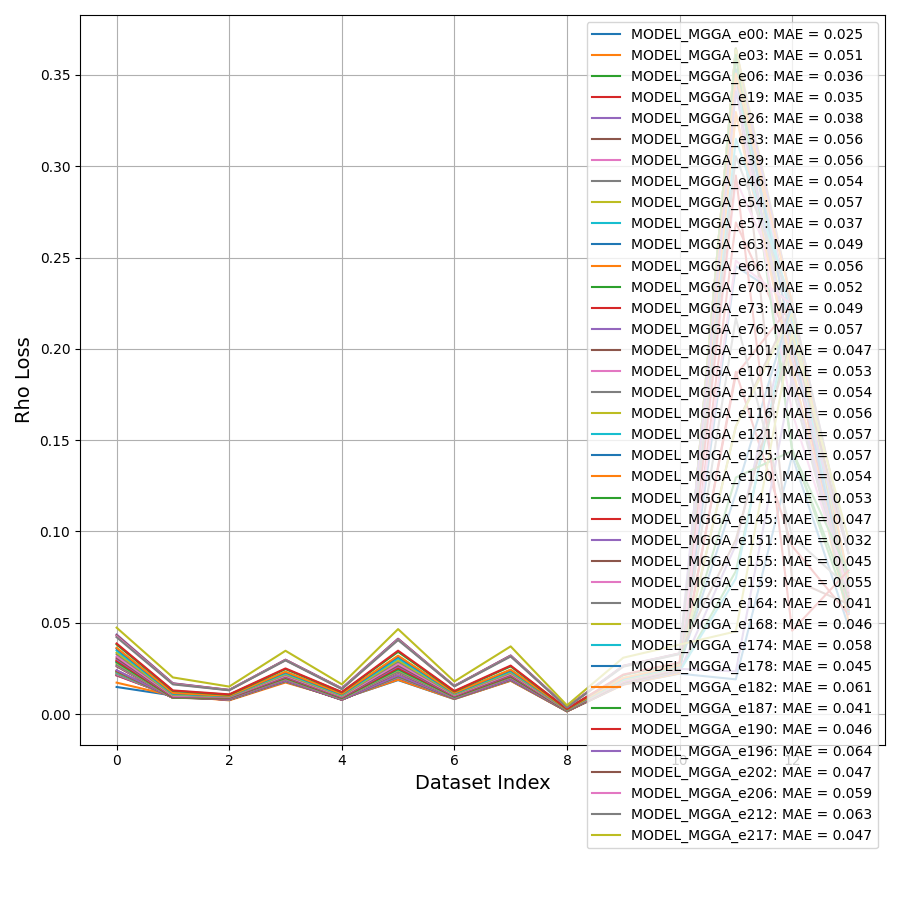 MODEL_MGGA_e00: MAE = 0.025
MODEL_MGGA_e03: MAE = 0.051
MODEL_MGGA_e06: MAE = 0.036
MODEL_MGGA_e19: MAE = 0.035
MODEL_MGGA_e26: MAE = 0.038
MODEL_MGGA_e33: MAE = 0.056
MODEL_MGGA_e39: MAE = 0.056
MODEL_MGGA_e46: MAE = 0.054
MODEL_MGGA_e54: MAE = 0.057
MODEL_MGGA_e57: MAE = 0.037
MODEL_MGGA_e63: MAE = 0.049
MODEL_MGGA_e66: MAE = 0.056
MODEL_MGGA_e70: MAE = 0.052
MODEL_MGGA_e73: MAE = 0.049
MODEL_MGGA_e76: MAE = 0.057
MODEL_MGGA_e101: MAE = 0.047
MODEL_MGGA_e107: MAE = 0.053
MODEL_MGGA_e111: MAE = 0.054
MODEL_MGGA_e116: MAE = 0.056
MODEL_MGGA_e121: MAE = 0.057
MODEL_MGGA_e125: MAE = 0.057
MODEL_MGGA_e130: MAE = 0.054
MODEL_MGGA_e141: MAE = 0.053
MODEL_MGGA_e145: MAE = 0.047
MODEL_MGGA_e151: MAE = 0.032
MODEL_MGGA_e155: MAE = 0.045
MODEL_MGGA_e159: MAE = 0.055
MODEL_MGGA_e164: MAE = 0.041
MODEL_MGGA_e168: MAE = 0.046
MODEL_MGGA_e174: MAE = 0.058
MODEL_MGGA_e178: MAE = 0.045
MODEL_MGGA_e182: MAE = 0.061
MODEL_MGGA_e187: MAE = 0.041
MODEL_MGGA_e190: MAE = 0.046
MODEL_MGGA_e196: MAE = 0.064
MODEL_MGGA_e202: MAE = 0.047
MODEL_MGGA_e206: MAE = 0.059
MODEL_MGGA_e212: MAE = 0.063
MODEL_MGGA_e217: MAE = 0.047
0.35
0.30
0.25
0.20
0.15
0.10
0.05
0.00
Rho Loss
0 2 4 6 8 10 12
Dataset Index